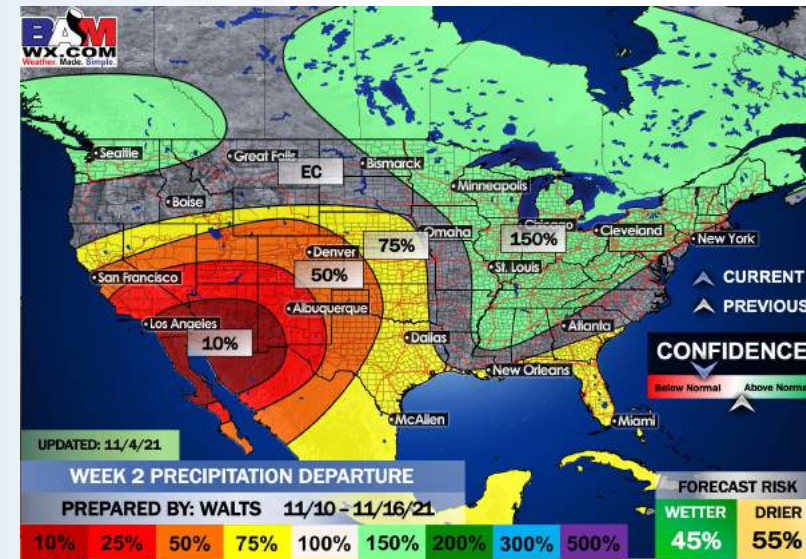 BAM
WX.COM
Weather. Made. Simple.
Seattle
Great Falls
EC
Bismarck
Minneapolis
Boise
75%
Omaha
150%
Chicago
Cleveland
New York
Denver
50%
St. Louis
San Francisco
CURRENT
Albuquerque
PREVIOUS
Los Angeles
10%
Atlanta
Dallas
CONFIDENCE
New Orleans
Below Normal
Above Norma
McAllen
Miami
UPDATED: 11/4/21
WEEK 2 PRECIPITATION DEPARTURE
PREPARED BY: WALTS 11/10 – 11/16/21
10% 25% 50% 75% 100% 150% 200% 300% 500%
FORECAST RISK
WETTER DRIER
45% 55%